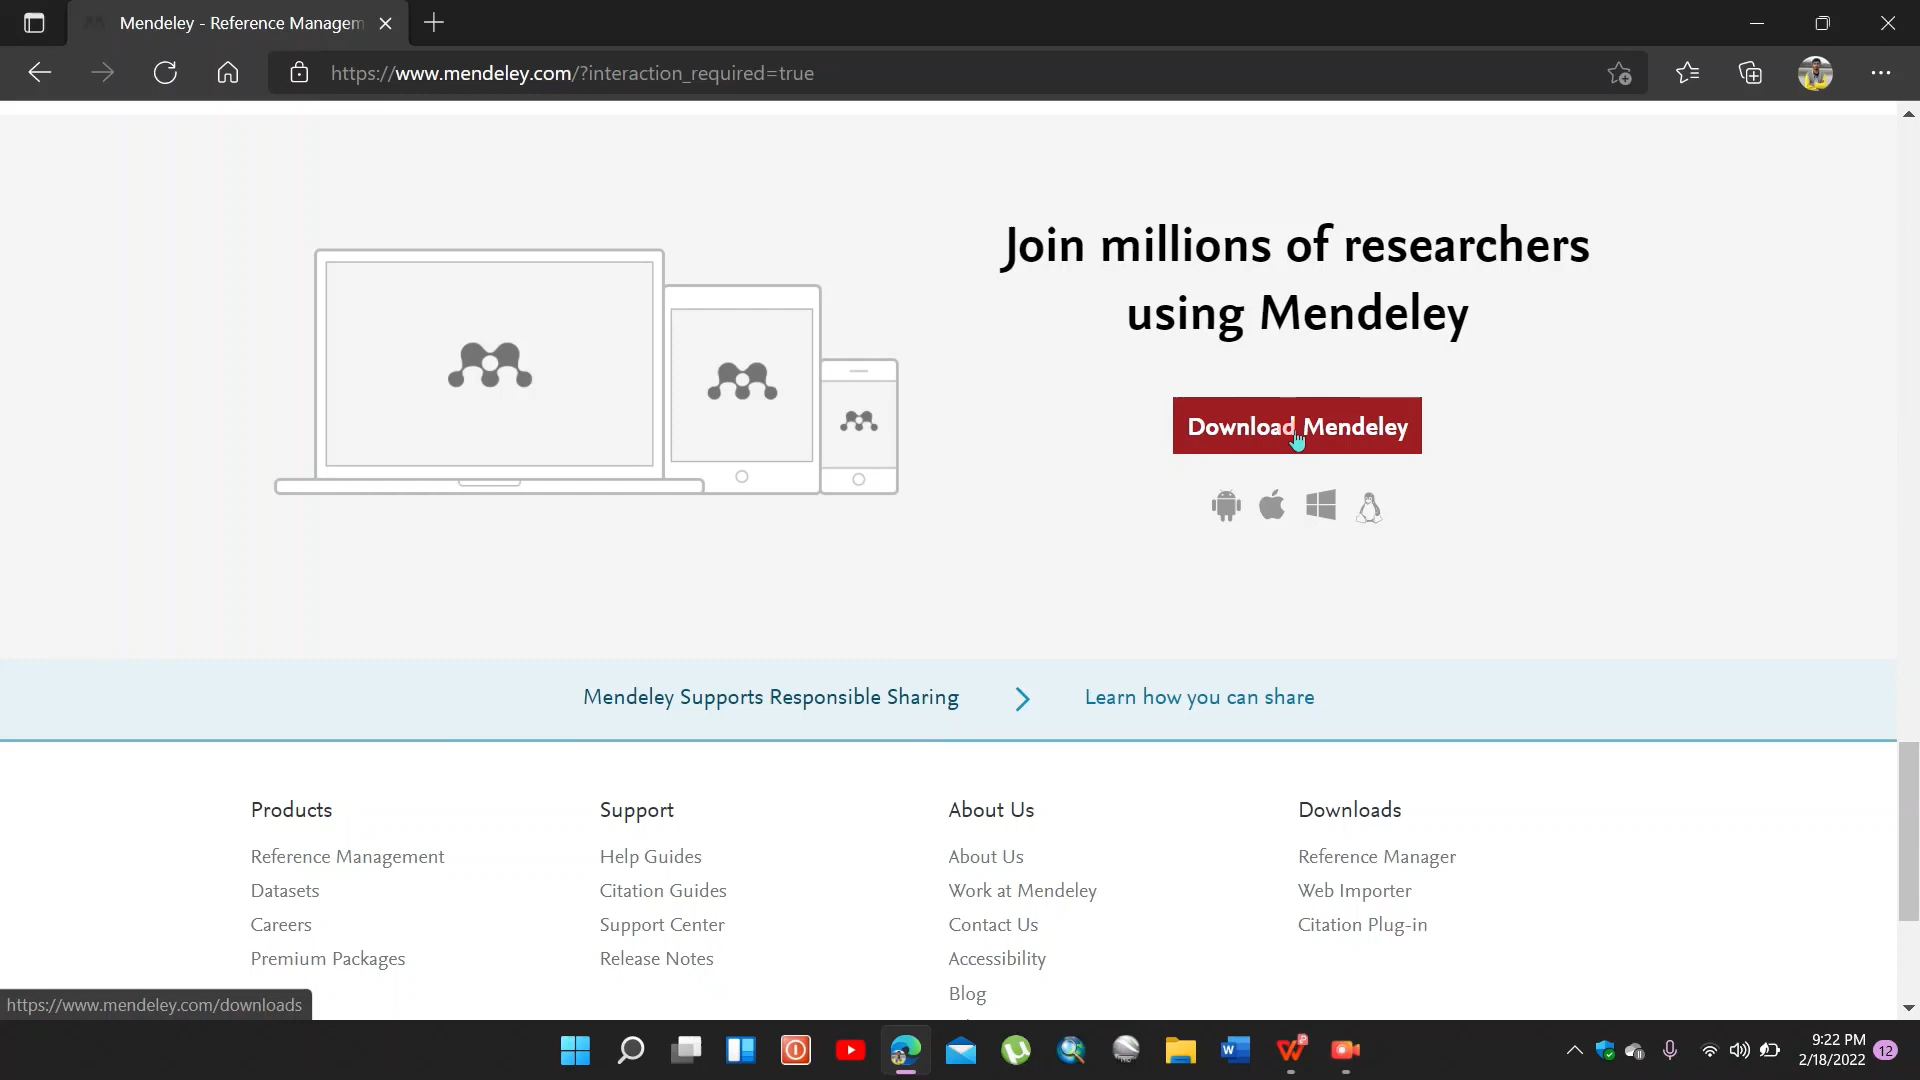 Mendeley - Reference Managem
https://www.mendeley.com/?interaction_required=true
Join millions of researchers
using Mendeley
Download Mendeley
Mendeley Supports Responsible Sharing
Learn how you can share
Products
Reference Management
Datasets
Careers
Premium Packages
Support
Help Guides
Citation Guides
Support Center
Release Notes
About Us
About Us
Work at Mendeley
Contact Us
Accessibility
Blog
Downloads
Reference Manager
Web Importer
Citation Plug-in
https://www.mendeley.com/downloads
9:22 PM
2/18/2022
12